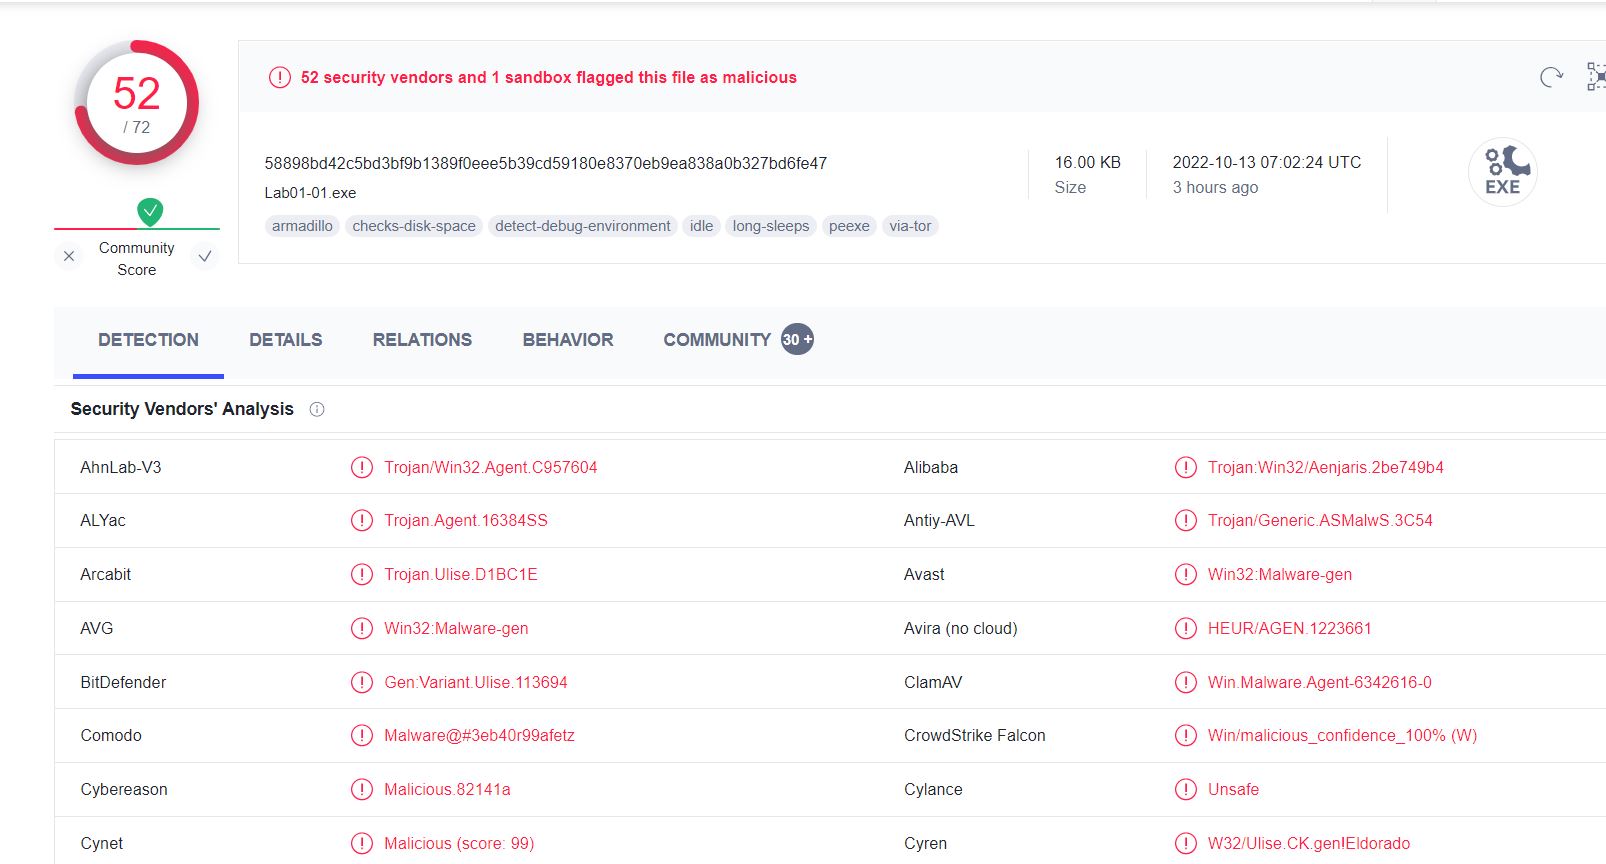 52
/ 72
Community
Score
52 security vendors and 1 sandbox flagged this file as malicious
58898bd42c5bd3bf9b1389f0eee5b39cd59180e8370eb9ea838a0b327bd6fe47
Lab01-01.exe
armadillo checks-disk-space detect-debug-environment idle long-sleeps peexe via-tor
16.00 KB
Size
2022-10-13 07:02:24 UTC
3 hours ago
EXE
DETECTION DETAILS RELATIONS BEHAVIOR COMMUNITY 30 +
Security Vendors' Analysis
AhnLab-V3 Trojan/Win32.Agent.C957604 Alibaba Trojan:Win32/Aenjaris.2be749b4
ALYac Trojan.Agent.16384SS Antiy-AVL Trojan/Generic.ASMalwS.3C54
Arcabit Trojan.Ulise.D1BC1E Avast Win32:Malware-gen
AVG Win32:Malware-gen Avira (no cloud) HEUR/AGEN.1223661
BitDefender Gen:Variant.Ulise.113694 ClamAV Win.Malware.Agent-6342616-0
Comodo Malware@#3eb40r99afetz CrowdStrike Falcon Win/malicious_confidence_100% (W)
Cybereason Malicious.82141a Cylance Unsafe
Cynet Malicious (score: 99) Cyren W32/Ulise.CK.gen!Eldorado